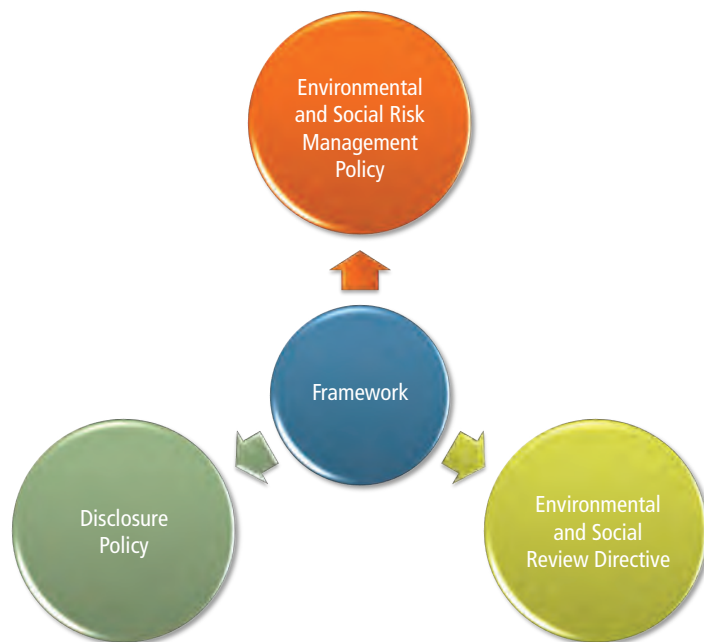 Environmental
and Social Risk
Management
Policy
Framework
Disclosure
Policy
Environmental
and Social
Review Directive